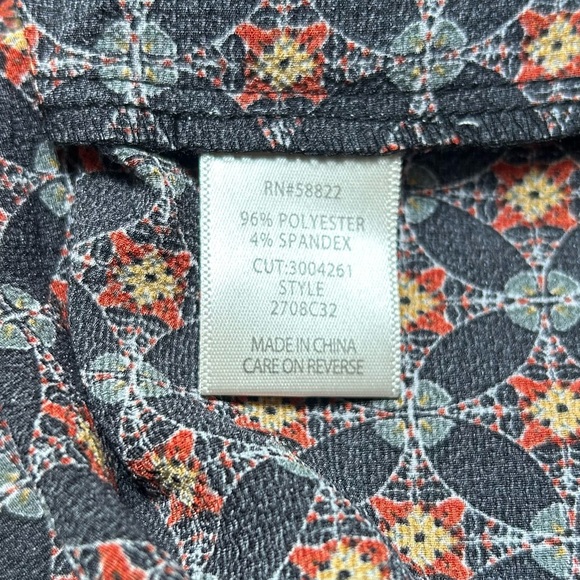 RN#58822
96% POLYESTER
4% SPANDEX
CUT:3004261
STYLE
2708C32
MADE IN CHINA
CARE ON REVERSE